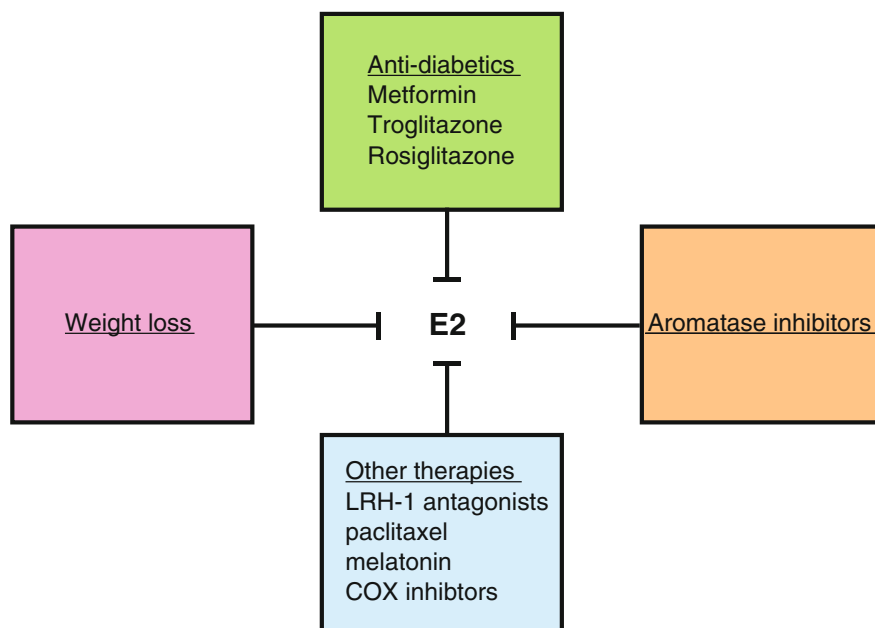 Anti-diabetics
Metformin
Troglitazone
Rosiglitazone
Weight loss
E2
Aromatase inhibitors
Other therapies
LRH-1 antagonists
paclitaxel
melatonin
COX inhibtors